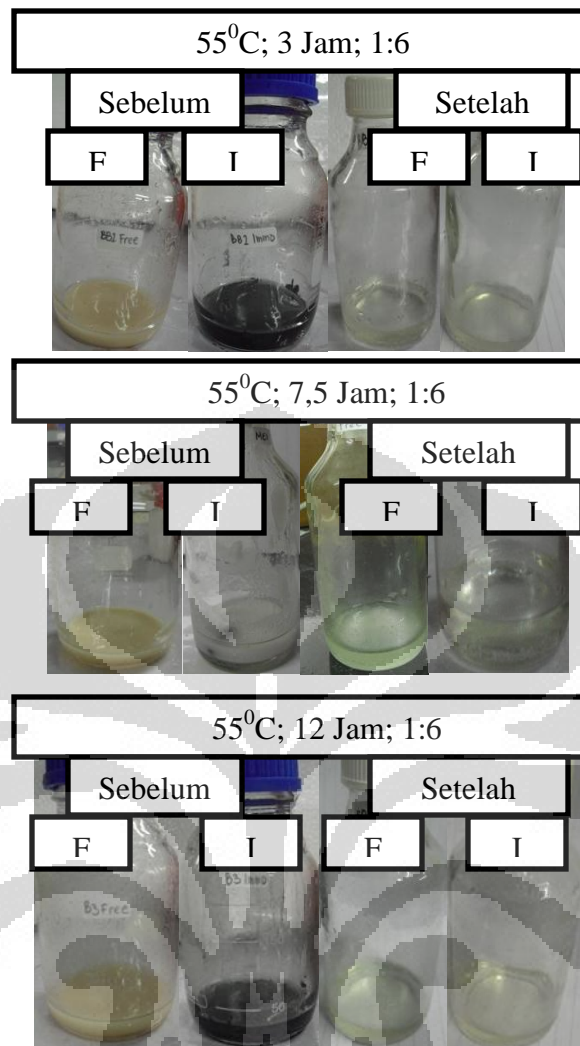 55⁰C; 3 Jam; 1:6
Sebelum Setelah
F I F I
BB1 Free BB1 Immo
55⁰C; 7,5 Jam; 1:6
Sebelum Setelah
F I F I
55⁰C; 12 Jam; 1:6
Sebelum Setelah
F I F I
B3 Free B3 Immo
50